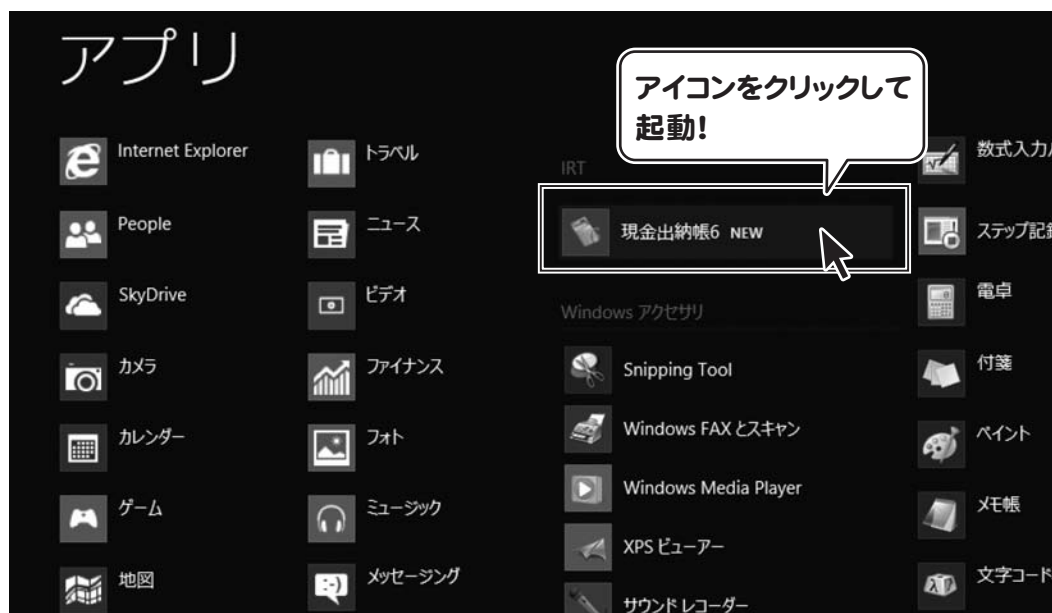 アプリ
アイコンをクリックして
起動!
Internet Explorer
People
SkyDrive
カメラ
カレンダー
ゲーム
地図
トラベル
ニュース
ビデオ
ファイナンス
フォト
ミュージック
メッセージング
IRT
現金出納帳6 NEW
Windows アクセサリ
Snipping Tool
Windows FAX とスキャン
Windows Media Player
XPS ビューアー
サウンド レコーダー
数式入力
ステップ記録
電卓
付箋
ペイント
メモ帳
文字コード